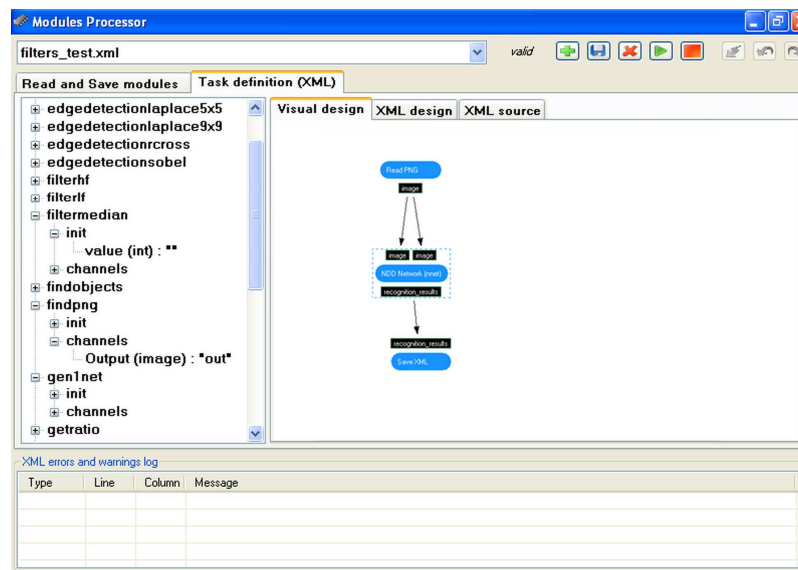 Modules Processor
filters_test.xml
valid
Read and Save modules
Task definition (XML)
edgedetectionlaplace5x5
edgedetectionlaplace9x9
edgedetectionrcross
edgedetectionsobel
filterhf
filterlf
filtermedian
init
value (int) : ""
channels
findobjects
findpng
init
channels
Output (image) : "out"
gen1net
init
channels
getratio
Visual design
XML design
XML source
Read PNG
image
image image
NDD Network (nnet)
recognition_results
recognition_results
Save XML
XML errors and warnings log
Type Line Column Message